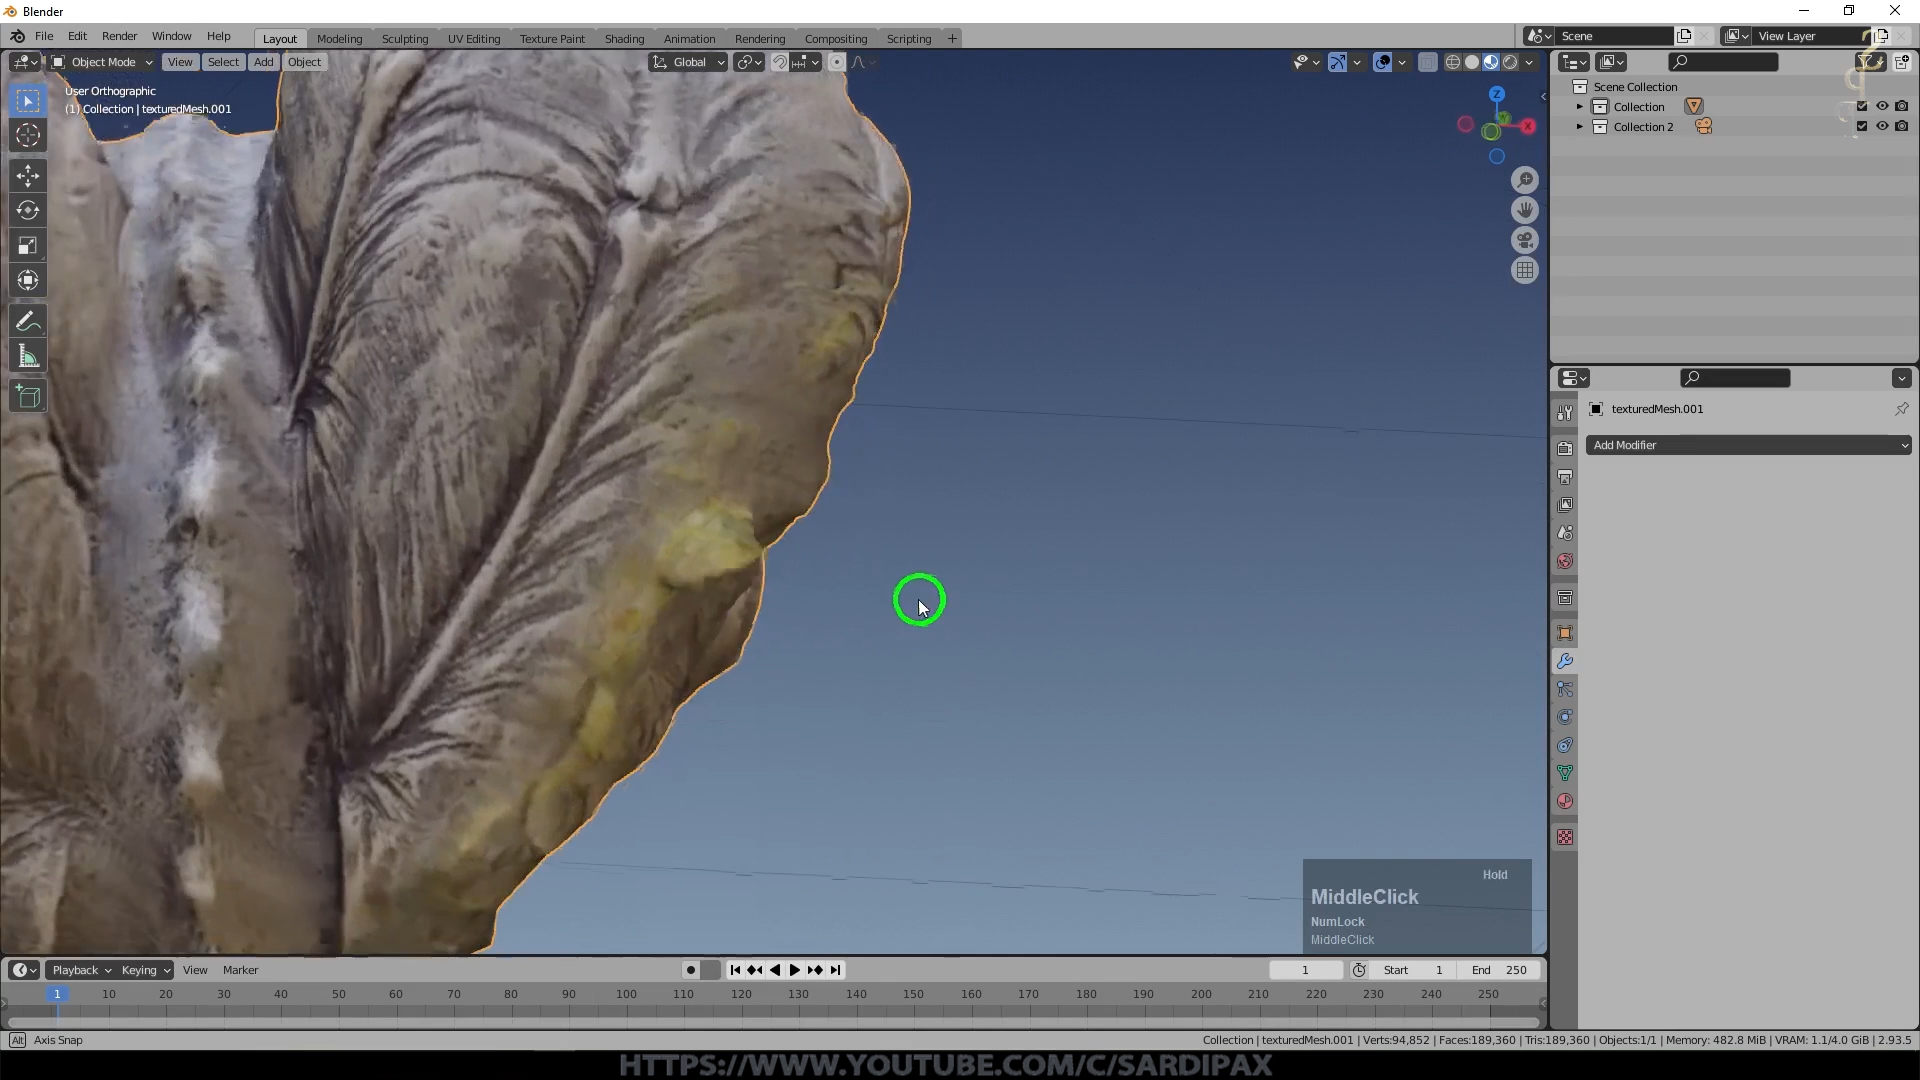 Blender
File Edit Render Window Help Layout Modeling Sculpting UV Editing Texture Paint Shading Animation Rendering Compositing Scripting + Scene View Layer
Object Mode View Select Add Object Global
User Orthographic
(1) Collection | texturedMesh.001
Z
X
Scene Collection
Collection
Collection 2
texturedMesh.001
Add Modifier
Hold
MiddleClick
NumLock
MiddleClick
Playback Keying View Marker 1 Start 1 End 250
1 10 20 30 40 50 60 70 80 90 100 110 120 130 140 150 160 170 180 190 200 210 220 230 240 250
Alt Axis Snap Collection | texturedMesh.001 | Verts:94,852 | Faces:189,360 | Tris:189,360 | Objects:1/1 | Memory: 482.8 MiB | VRAM: 1.1/4.0 GiB | 2.93.5
HTTPS://WWW.YOUTUBE.COM/C/SARDIPAX